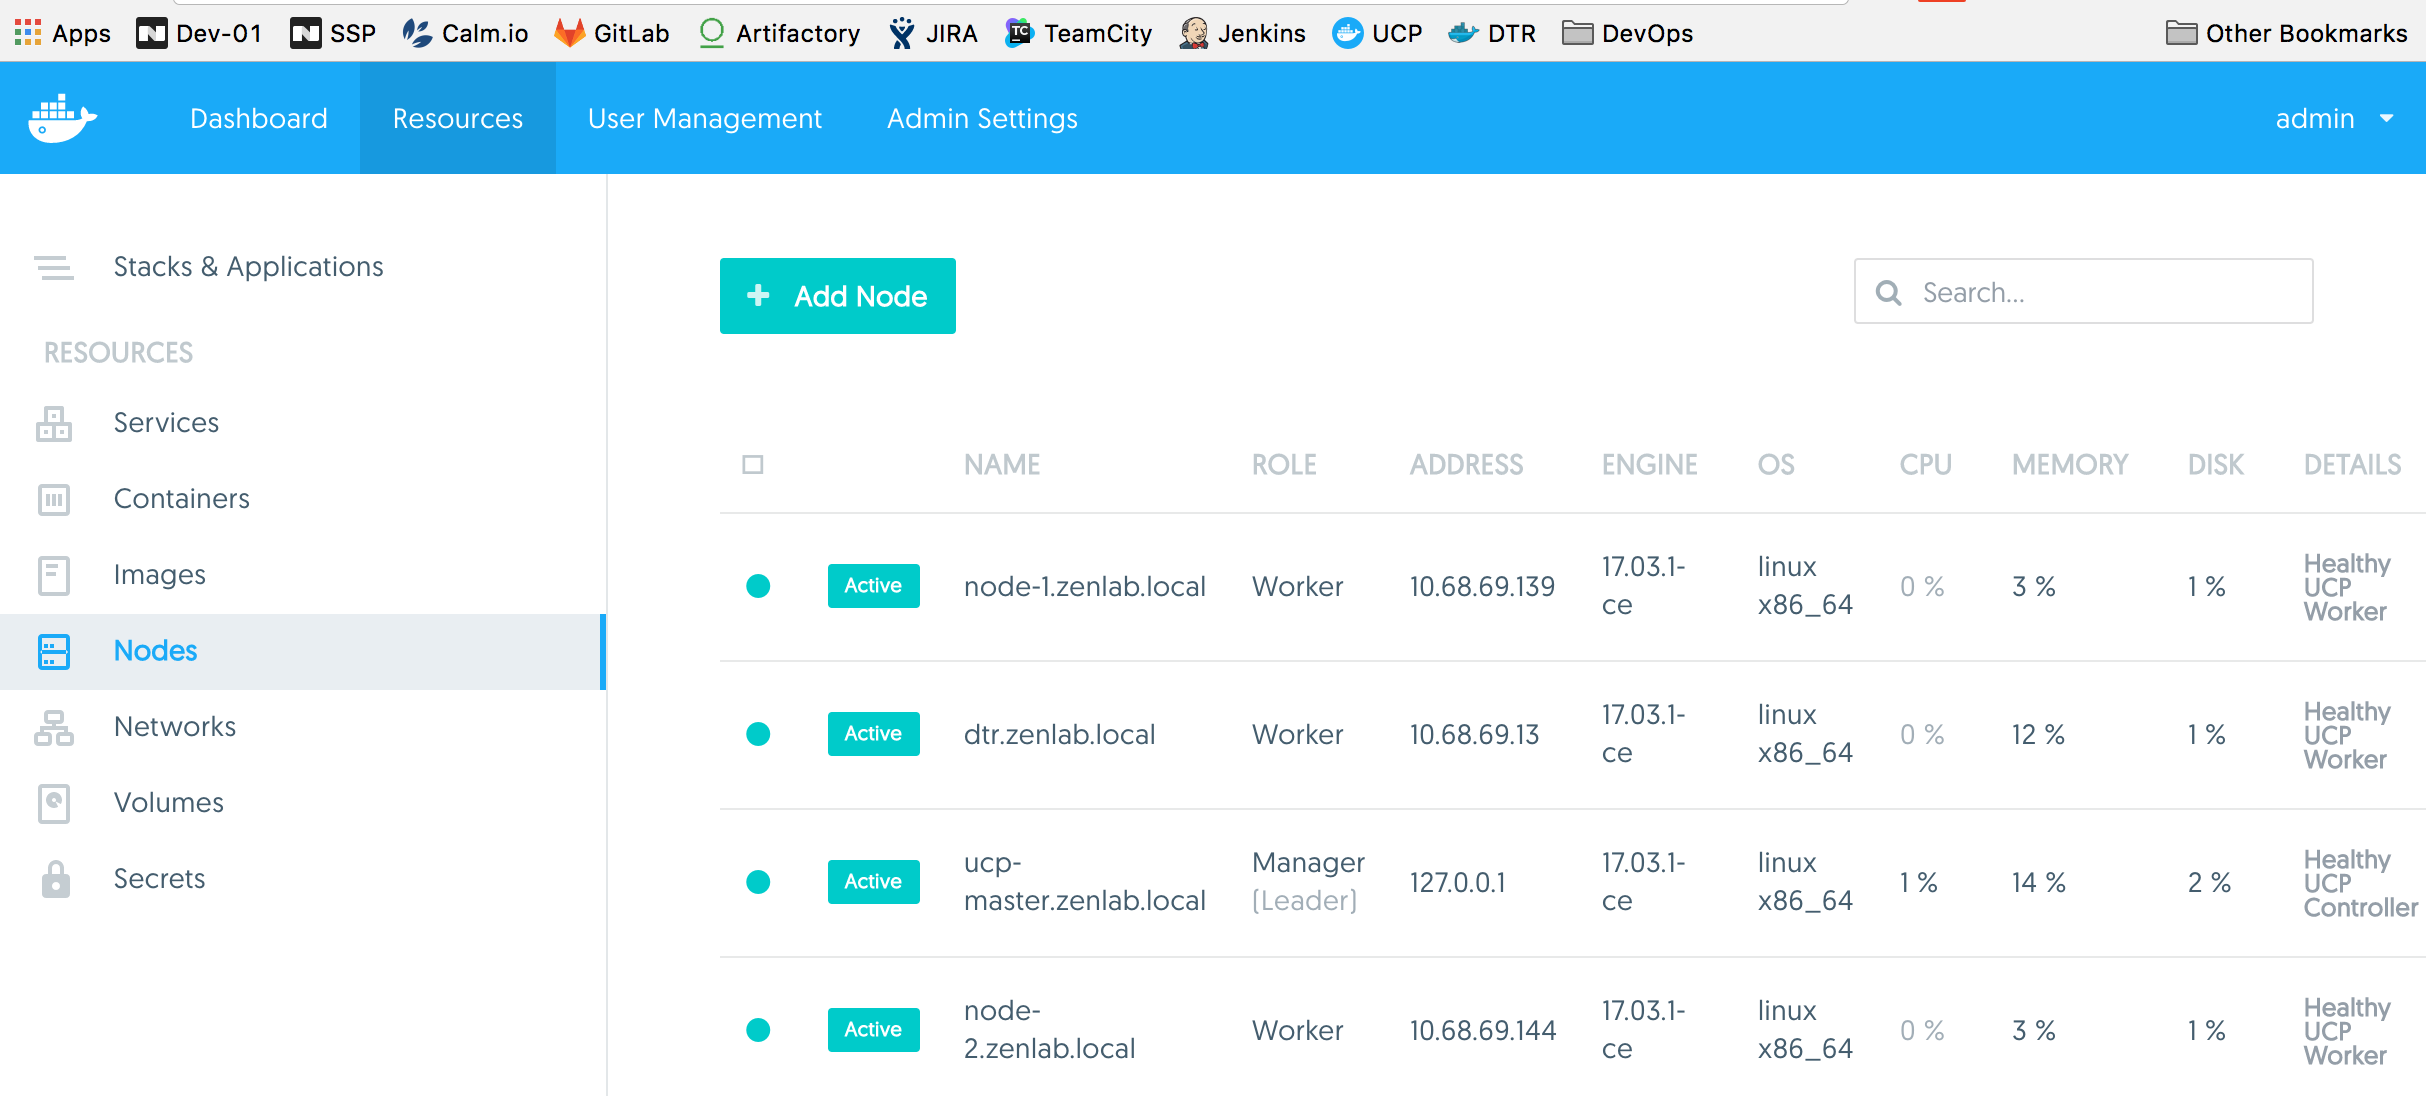 Apps Dev-01 SSP Calm.io GitLab Artifactory JIRA TeamCity Jenkins UCP DTR DevOps Other Bookmarks
Dashboard Resources User Management Admin Settings admin
Stacks & Applications
RESOURCES
Services
Containers
Images
Nodes
Networks
Volumes
Secrets
+ Add Node
Search...
NAME ROLE ADDRESS ENGINE OS CPU MEMORY DISK DETAILS
Active node-1.zenlab.local Worker 10.68.69.139 17.03.1-ce linux x86_64 0 % 3 % 1 % Healthy UCP Worker
Active dtr.zenlab.local Worker 10.68.69.13 17.03.1-ce linux x86_64 0 % 12 % 1 % Healthy UCP Worker
Active ucp-master.zenlab.local Manager (Leader) 127.0.0.1 17.03.1-ce linux x86_64 1 % 14 % 2 % Healthy UCP Controller
Active node-2.zenlab.local Worker 10.68.69.144 17.03.1-ce linux x86_64 0 % 3 % 1 % Healthy UCP Worker